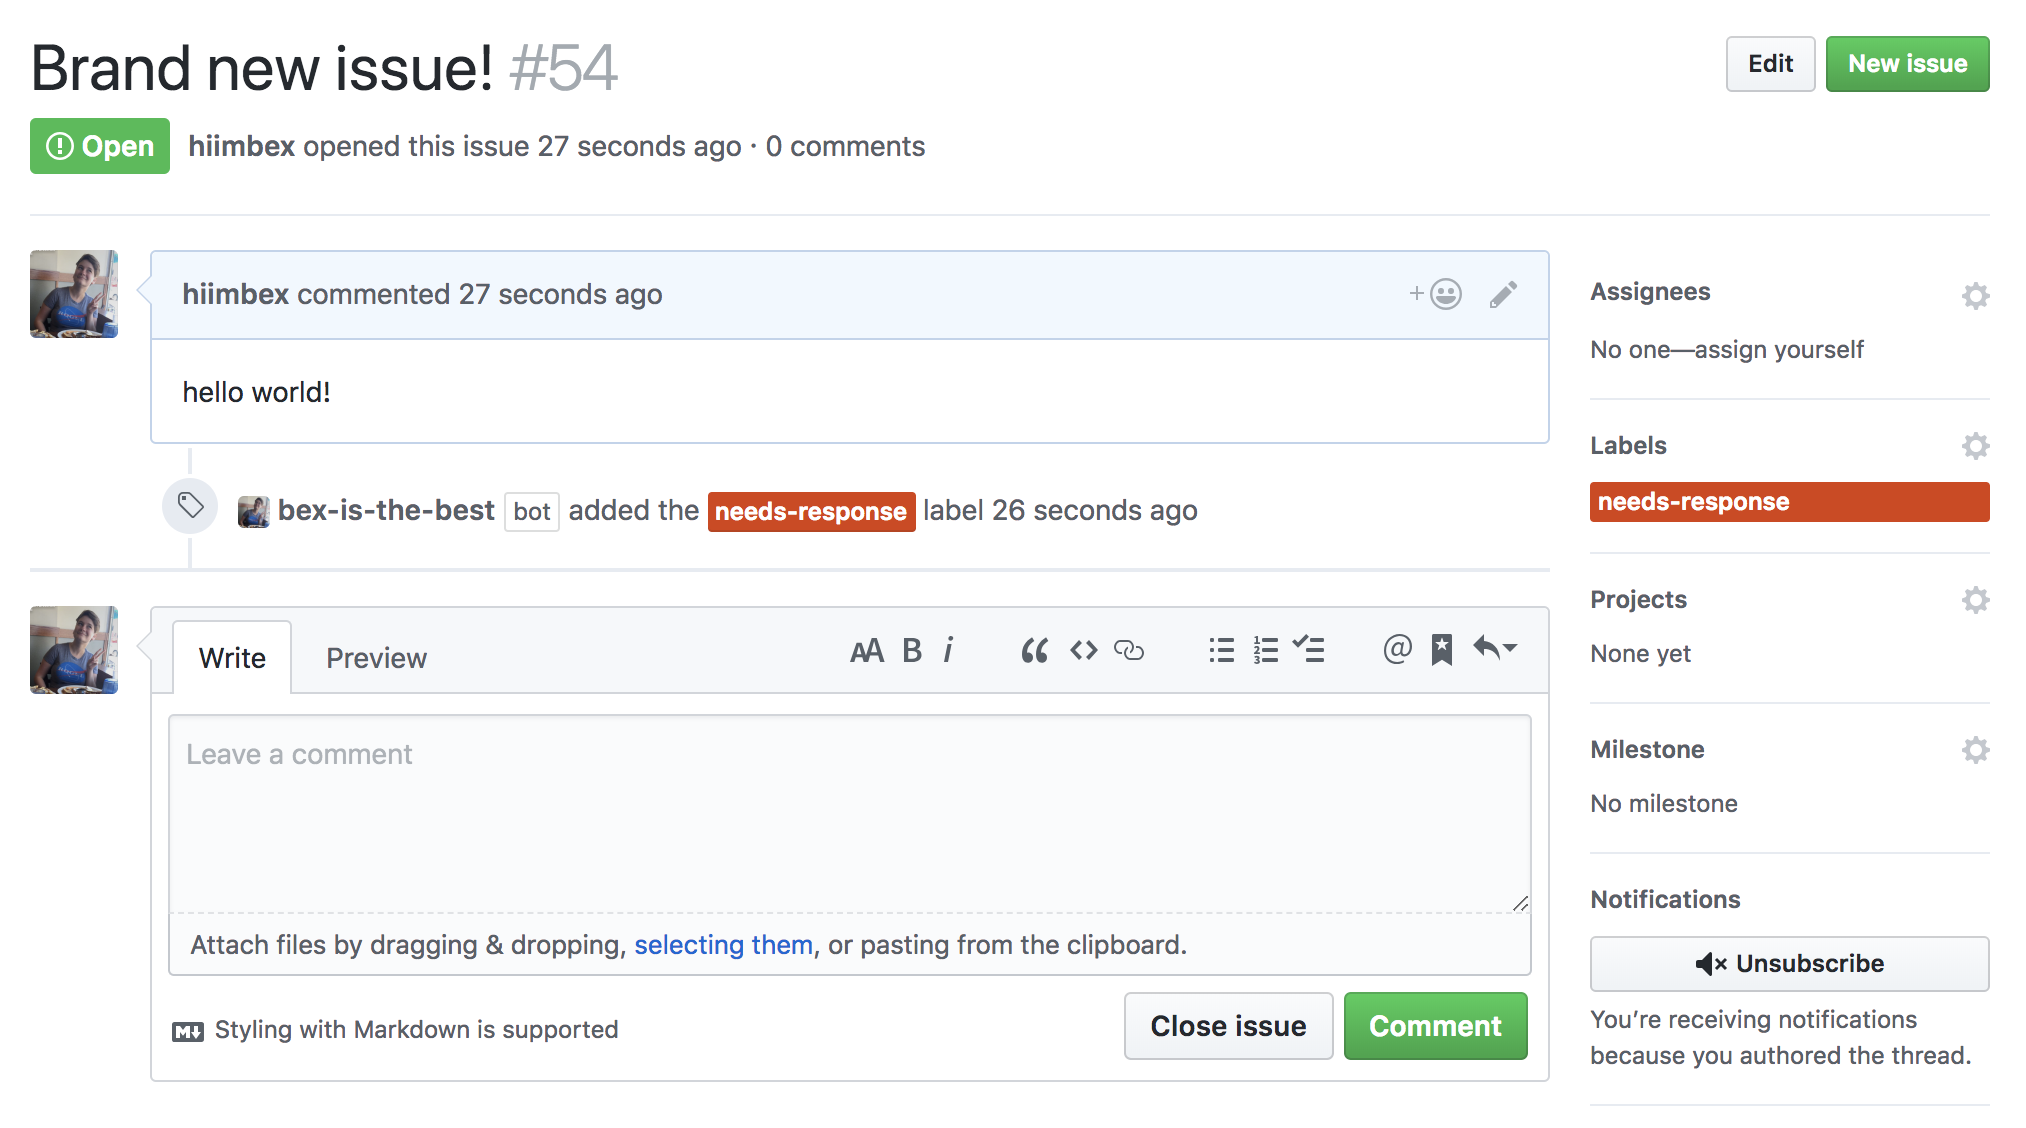 Brand new issue! #54
Edit
New issue
Open
hiimbex opened this issue 27 seconds ago · 0 comments
hiimbex commented 27 seconds ago
hello world!
bex-is-the-best bot added the needs-response label 26 seconds ago
Write
Preview
Leave a comment
Attach files by dragging & dropping, selecting them, or pasting from the clipboard.
Styling with Markdown is supported
Close issue
Comment
Assignees
No one—assign yourself
Labels
needs-response
Projects
None yet
Milestone
No milestone
Notifications
Unsubscribe
You’re receiving notifications
because you authored the thread.